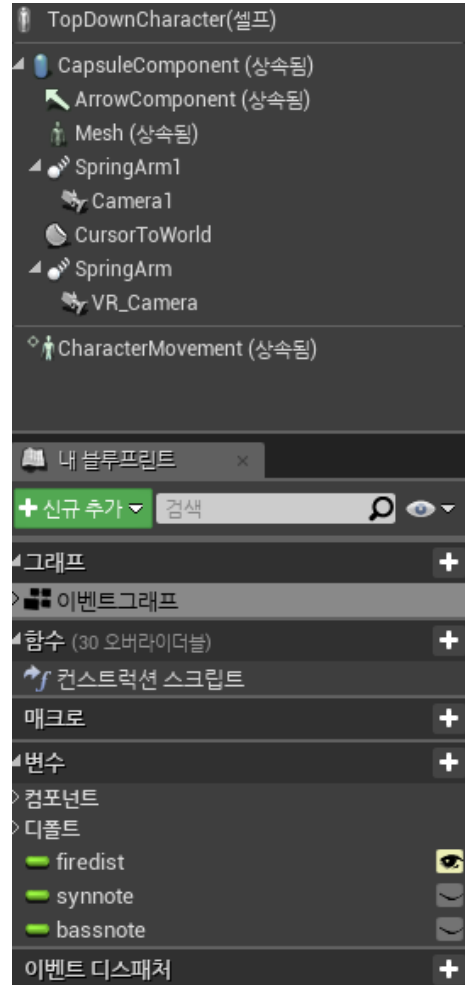 TopDownCharacter(셀프)
CapsuleComponent (상속됨)
ArrowComponent (상속됨)
Mesh (상속됨)
SpringArm1
Camera1
CursorToWorld
SpringArm
VR_Camera
CharacterMovement (상속됨)
내 블루프린트
신규 추가 검색
그래프
이벤트그래프
함수 (30 오버라이더블)
컨스트럭션 스크립트
매크로
변수
컴포넌트
디폴트
firedist
synnote
bassnote
이벤트 디스패처